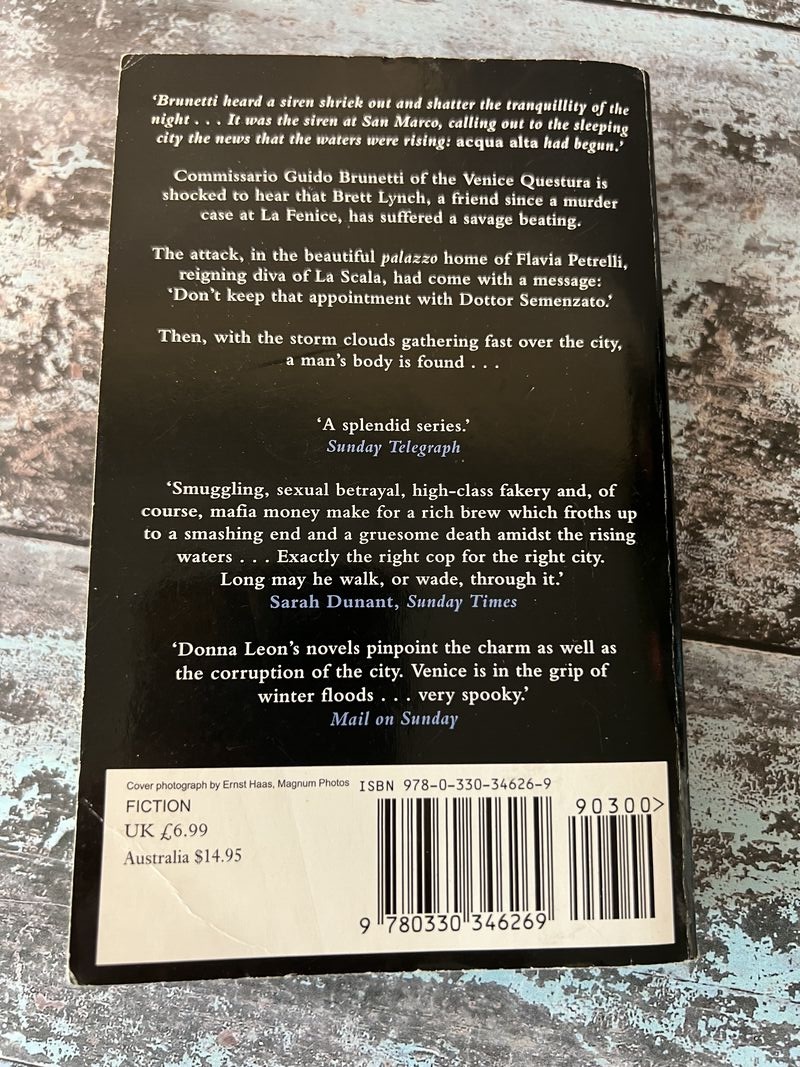 ‘Brunetti heard a siren shriek out and shatter the tranquillity of the
night . . . It was the siren at San Marco, calling out to the sleeping
city the news that the waters were rising: acqua alta had begun.’
Commissario Guido Brunetti of the Venice Questura is
shocked to hear that Brett Lynch, a friend since a murder
case at La Fenice, has suffered a savage beating.
The attack, in the beautiful palazzo home of Flavia Petrelli,
reigning diva of La Scala, had come with a message:
‘Don’t keep that appointment with Dottor Semenzato.’
Then, with the storm clouds gathering fast over the city,
a man’s body is found . . .
‘A splendid series.’
Sunday Telegraph
‘Smuggling, sexual betrayal, high-class fakery and, of
course, mafia money make for a rich brew which froths up
to a smashing end and a gruesome death amidst the rising
waters . . . Exactly the right cop for the right city.
Long may he walk, or wade, through it.’
Sarah Dunant, Sunday Times
‘Donna Leon’s novels pinpoint the charm as well as
the corruption of the city. Venice is in the grip of
winter floods . . . very spooky.’
Mail on Sunday
Cover photograph by Ernst Haas, Magnum Photos
FICTION
UK £6.99
Australia $14.95
ISBN 978-0-330-34626-9
90300>
9 780330 346269